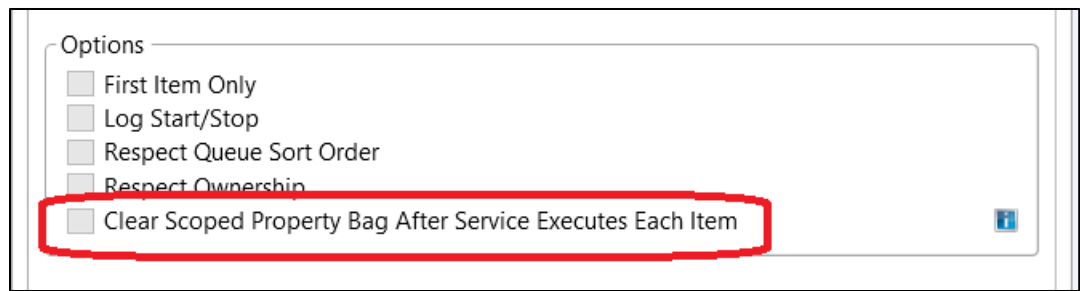 Options
First Item Only
Log Start/Stop
Respect Queue Sort Order
Respect Ownership
Clear Scoped Property Bag After Service Executes Each Item